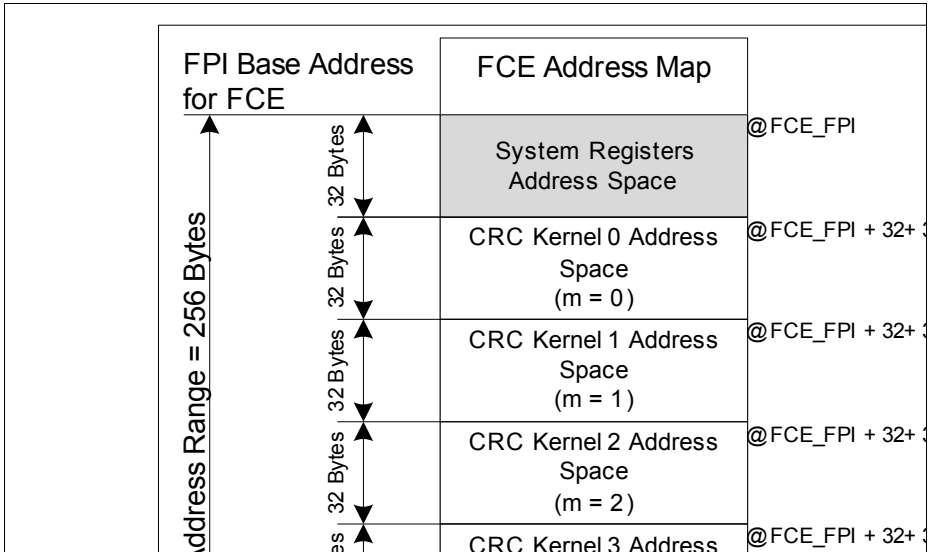 FPI Base Address
for FCE
FCE Address Map
@FCE_FPI
32 Bytes
System Registers
Address Space
@FCE_FPI + 32+
32 Bytes
CRC Kernel 0 Address
Space
(m = 0)
Address Range = 256 Bytes
@FCE_FPI + 32+
32 Bytes
CRC Kernel 1 Address
Space
(m = 1)
@FCE_FPI + 32+
32 Bytes
CRC Kernel 2 Address
Space
(m = 2)
@FCE_FPI + 32+
CRC Kernel 3 Address